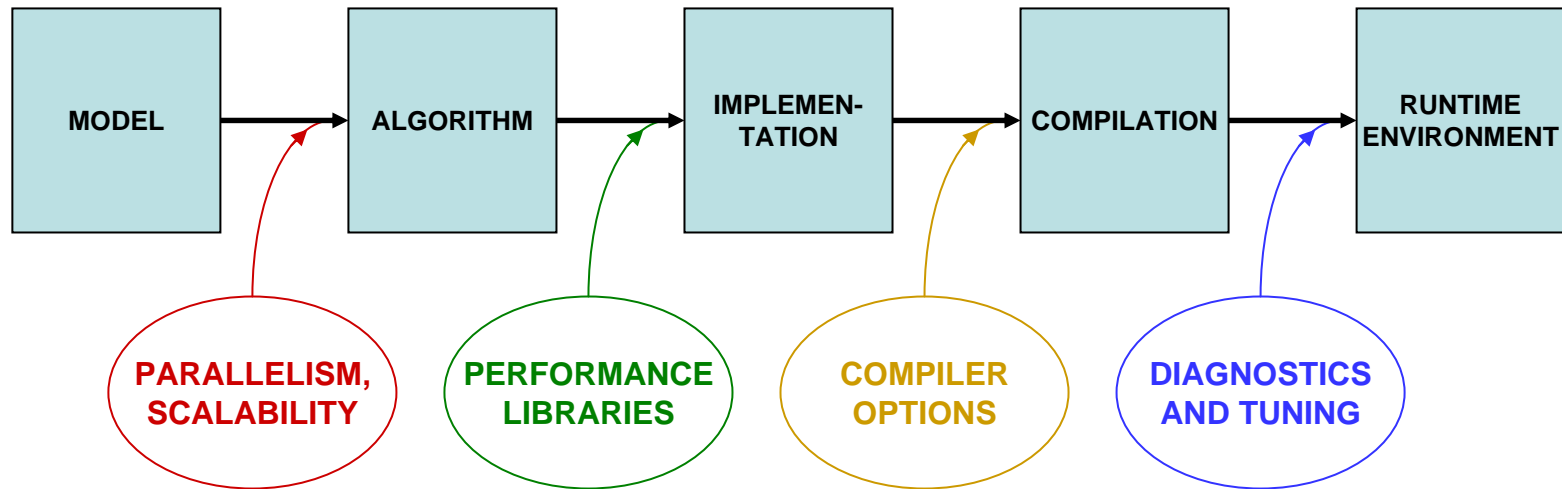 MODEL
ALGORITHM
IMPLEMEN-
TATION
COMPILATION
RUNTIME
ENVIRONMENT
PARALLELISM,
SCALABILITY
PERFORMANCE
LIBRARIES
COMPILER
OPTIONS
DIAGNOSTICS
AND TUNING